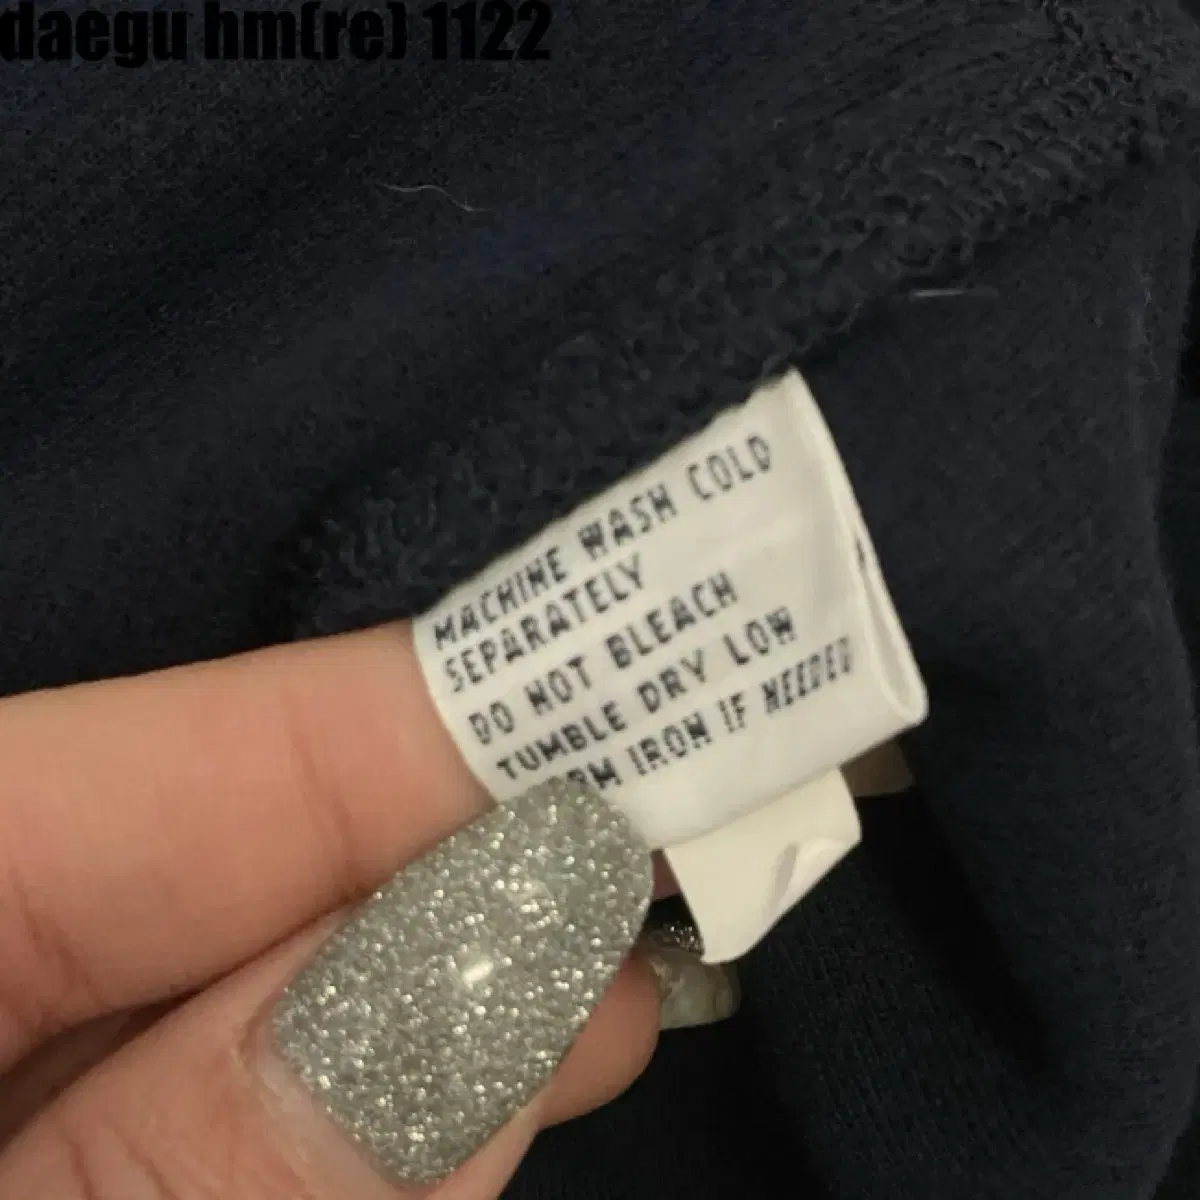 daegu hm(re) 1122
MACHINE WASH COLD
SEPARATELY
DO NOT BLEACH
TUMBLE DRY LOW
IRON IF NEEDED